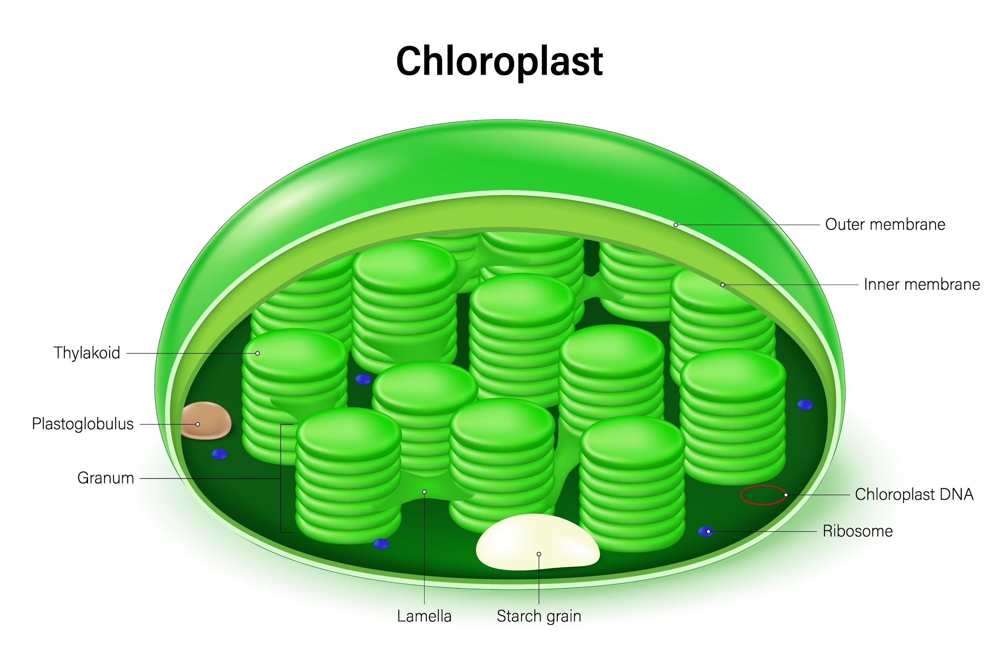 Chloroplast
Outer membrane
Inner membrane
Thylakoid
Plastoglobulus
Granum
Chloroplast DNA
Ribosome
Lamella
Starch grain